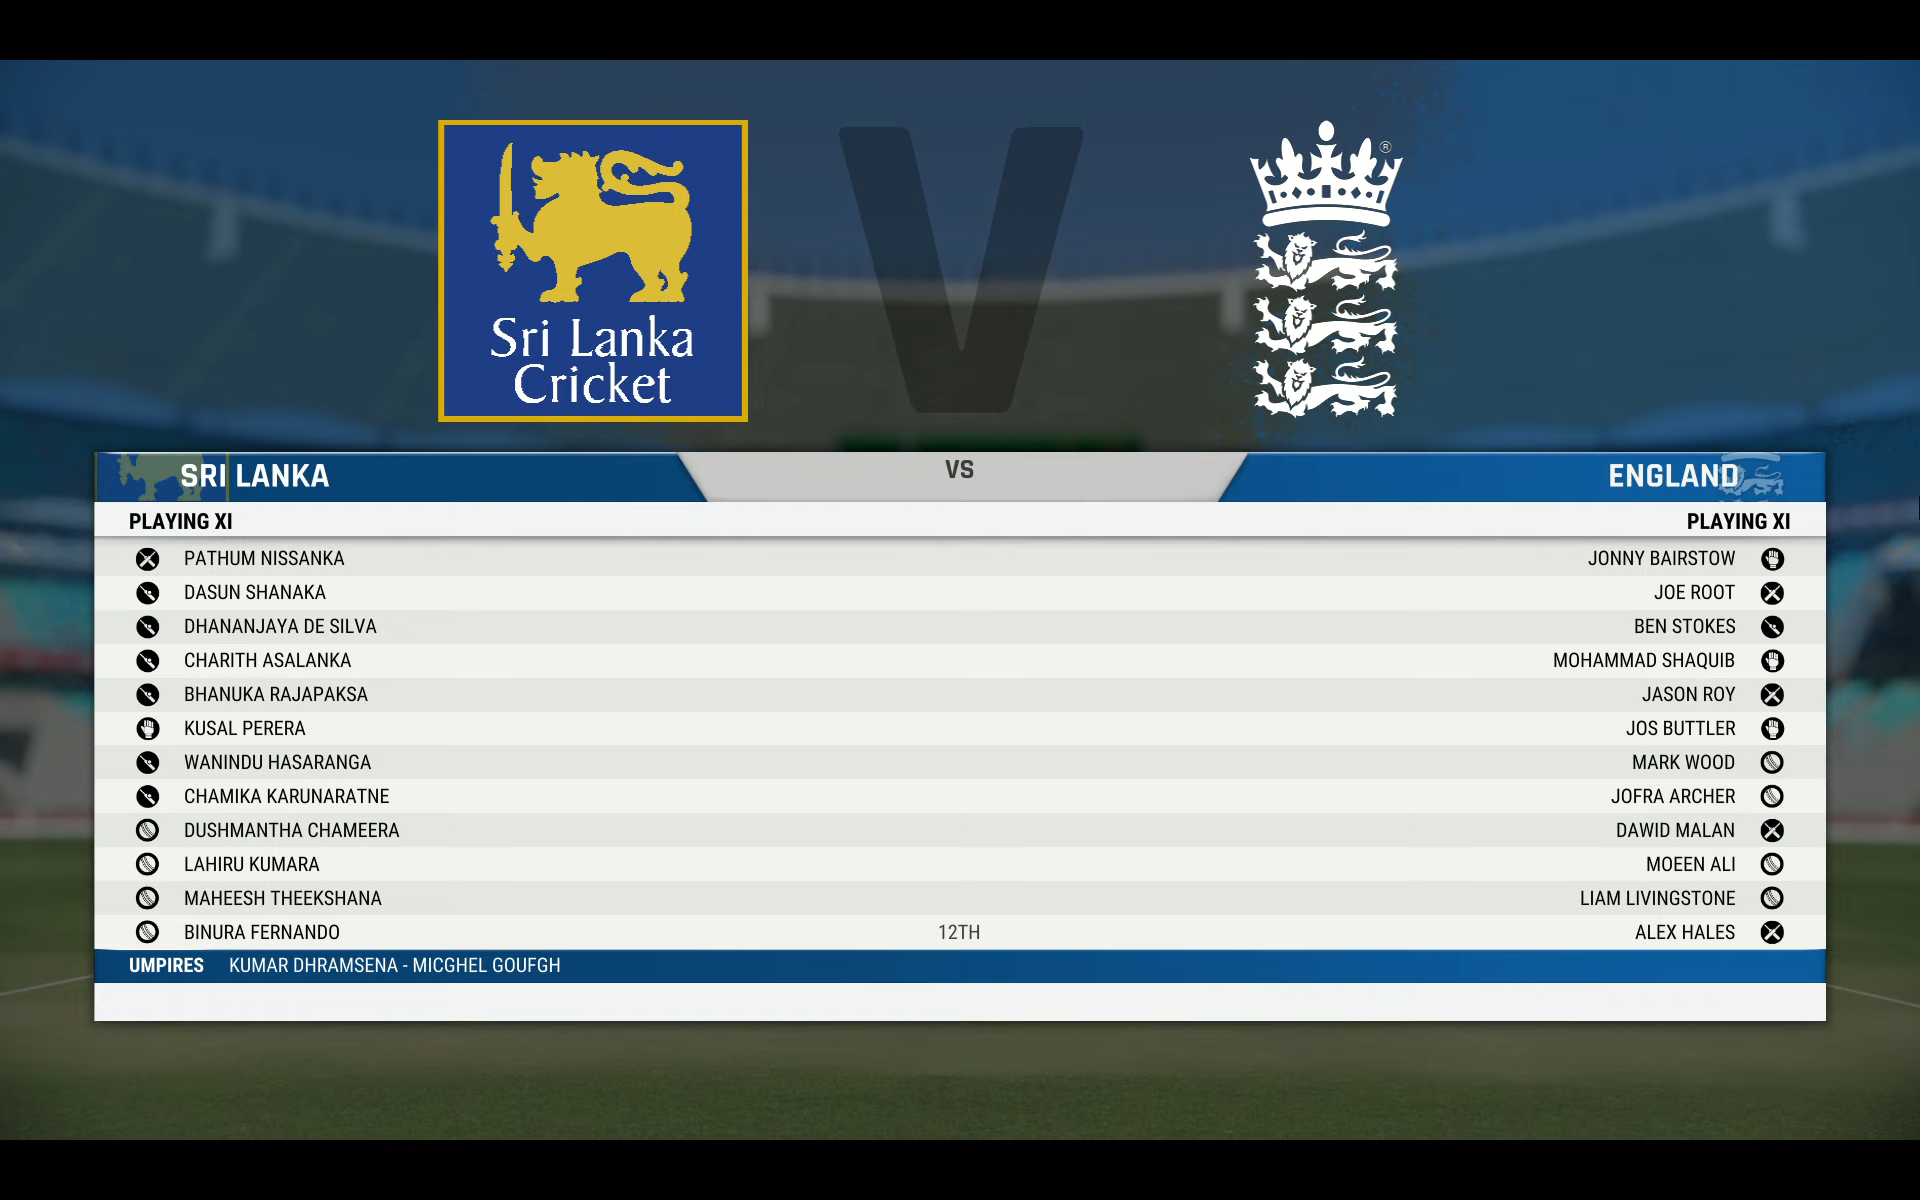 V
®
Sri Lanka
Cricket
SRI LANKA VS ENGLAND
PLAYING XI PLAYING XI
PATHUM NISSANKA JONNY BAIRSTOW
DASUN SHANAKA JOE ROOT
DHANANJAYA DE SILVA BEN STOKES
CHARITH ASALANKA MOHAMMAD SHAQUIB
BHANUKA RAJAPAKSA JASON ROY
KUSAL PERERA JOS BUTTLER
WANINDU HASARANGA MARK WOOD
CHAMIKA KARUNARATNE JOFRA ARCHER
DUSHMANTHA CHAMEERA DAWID MALAN
LAHIRU KUMARA MOEEN ALI
MAHEESH THEEKSHANA LIAM LIVINGSTONE
BINURA FERNANDO 12TH ALEX HALES
UMPIRES KUMAR DHRAMSENA - MICGHEL GOUFGH